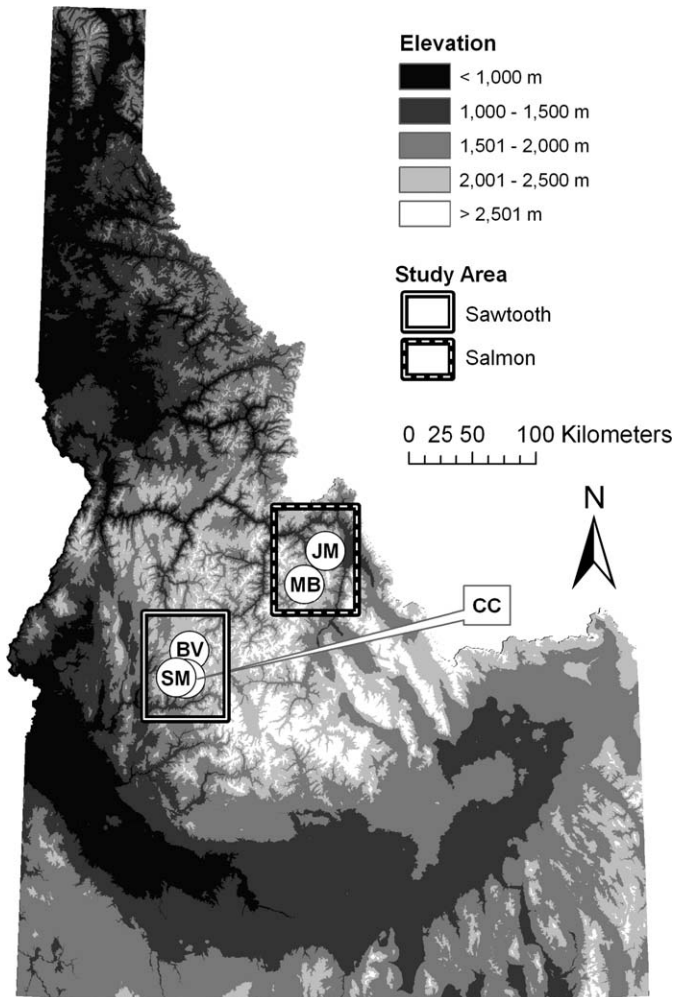 Elevation
< 1,000 m
1,000 - 1,500 m
1,501 - 2,000 m
2,001 - 2,500 m
> 2,501 m
Study Area
Sawtooth
Salmon
0 25 50 100 Kilometers
N
JM
MB
CC
BV
SM